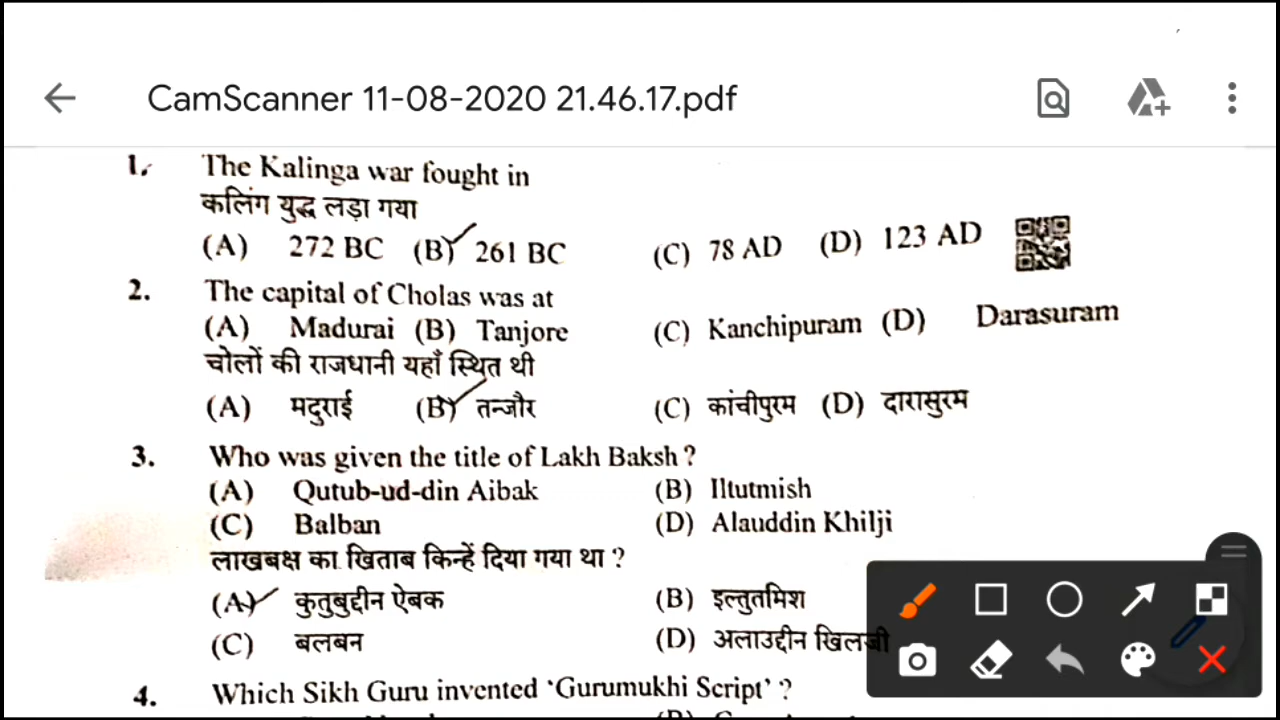 CamScanner 11-08-2020 21.46.17.pdf
1. The Kalinga war fought in
कलिंग युद्ध लड़ा गया
(A) 272 BC (B) 261 BC (C) 78 AD (D) 123 AD
2. The capital of Cholas was at
(A) Madurai (B) Tanjore (C) Kanchipuram (D) Darasuram
चोलों की राजधानी यहाँ स्थित थी
(A) मदुराई (B) तन्जौर (C) कांचीपुरम (D) दारासुरम
3. Who was given the title of Lakh Baksh ?
(A) Qutub-ud-din Aibak (B) Iltutmish
(C) Balban (D) Alauddin Khilji
लाखबक्ष का खिताब किन्हें दिया गया था ?
(A) कुतुबुद्दीन ऐबक (B) इल्तुतमिश
(C) बलबन (D) अलाउद्दीन खिलजी
4. Which Sikh Guru invented ‘Gurumukhi Script’ ?